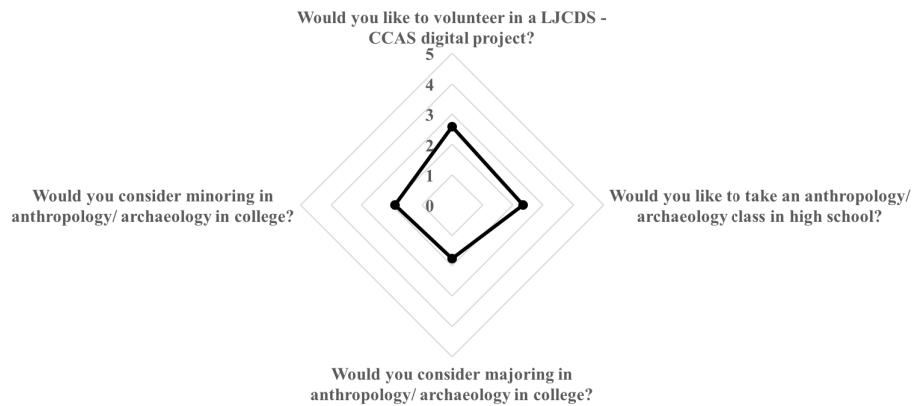 Would you like to volunteer in a LJCDS -
CCAS digital project?
5
4
3
2
1
0
Would you consider minoring in
anthropology/ archaeology in college?
Would you like to take an anthropology/
archaeology class in high school?
Would you consider majoring in
anthropology/ archaeology in college?